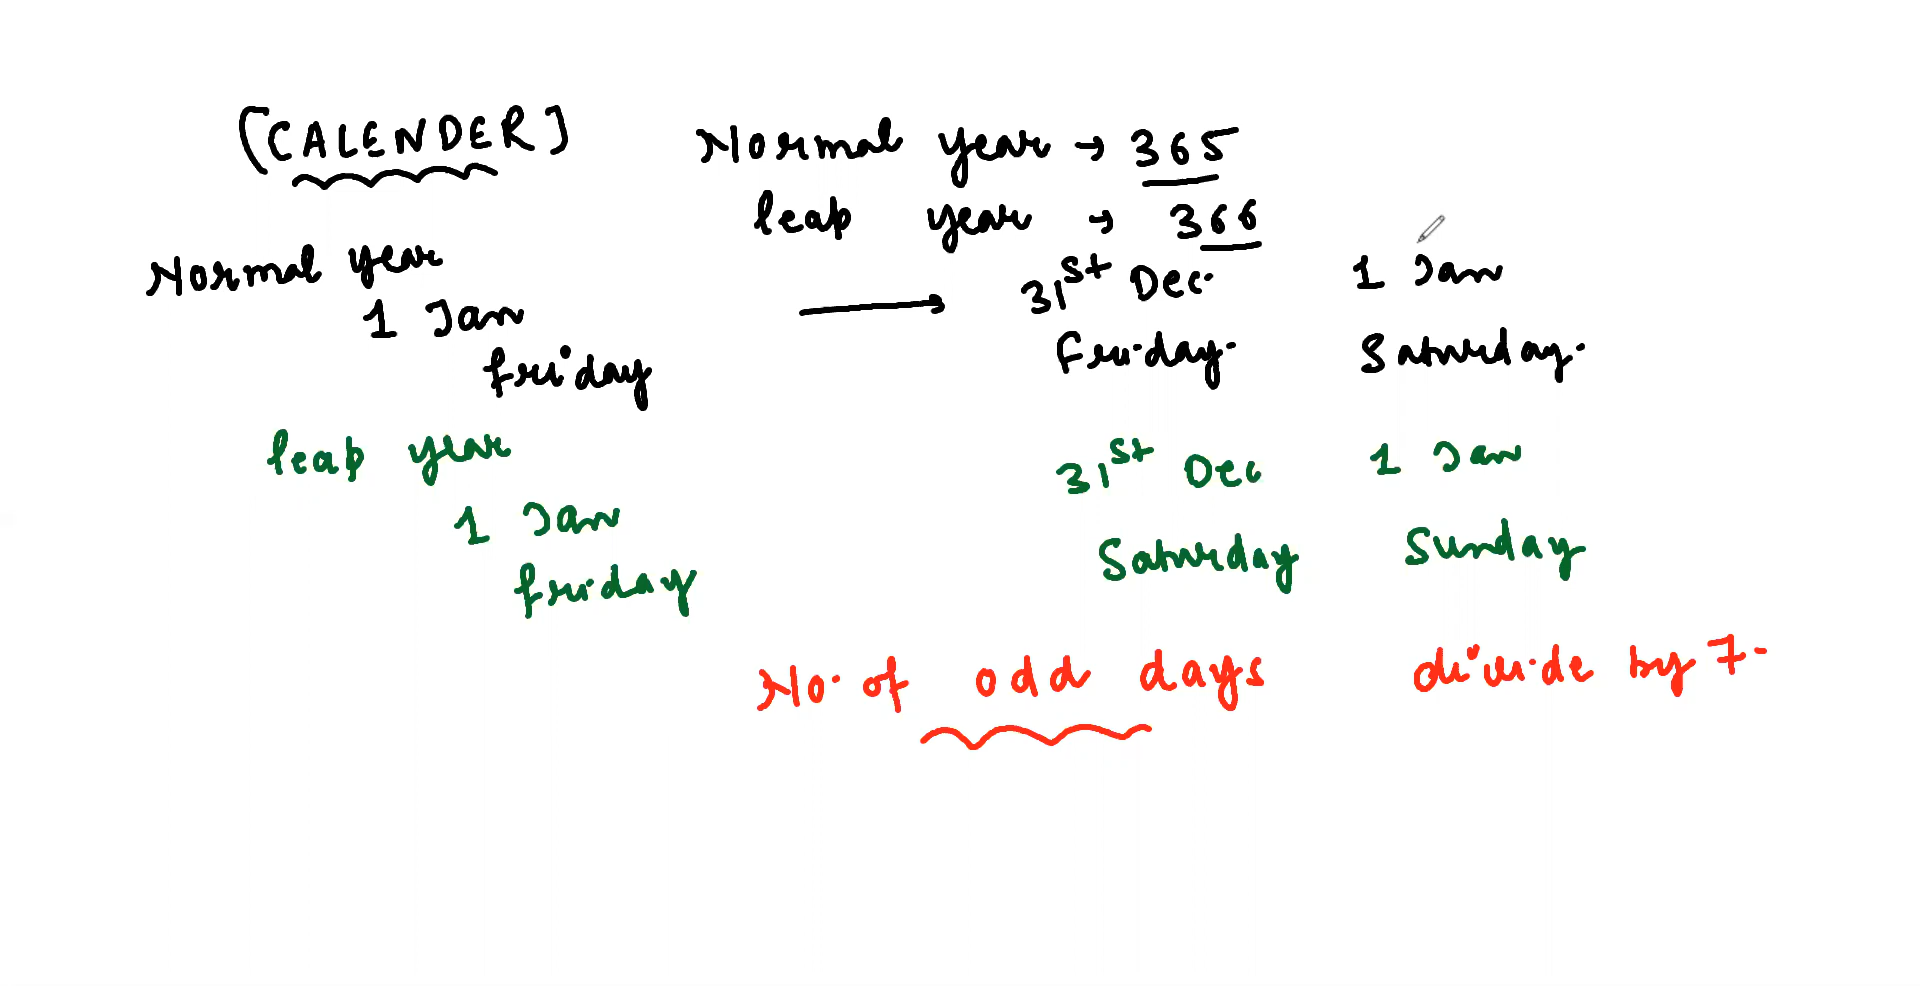 [CALENDER]
Normal year → 365
leap year → 366
Normal year
1 Jan
friday
31st Dec.
Friday.
1 Jan
Saturday.
leap year
1 Jan
friday
31st Dec
Saturday
1 Jan
Sunday
No. of odd days
divide by 7.